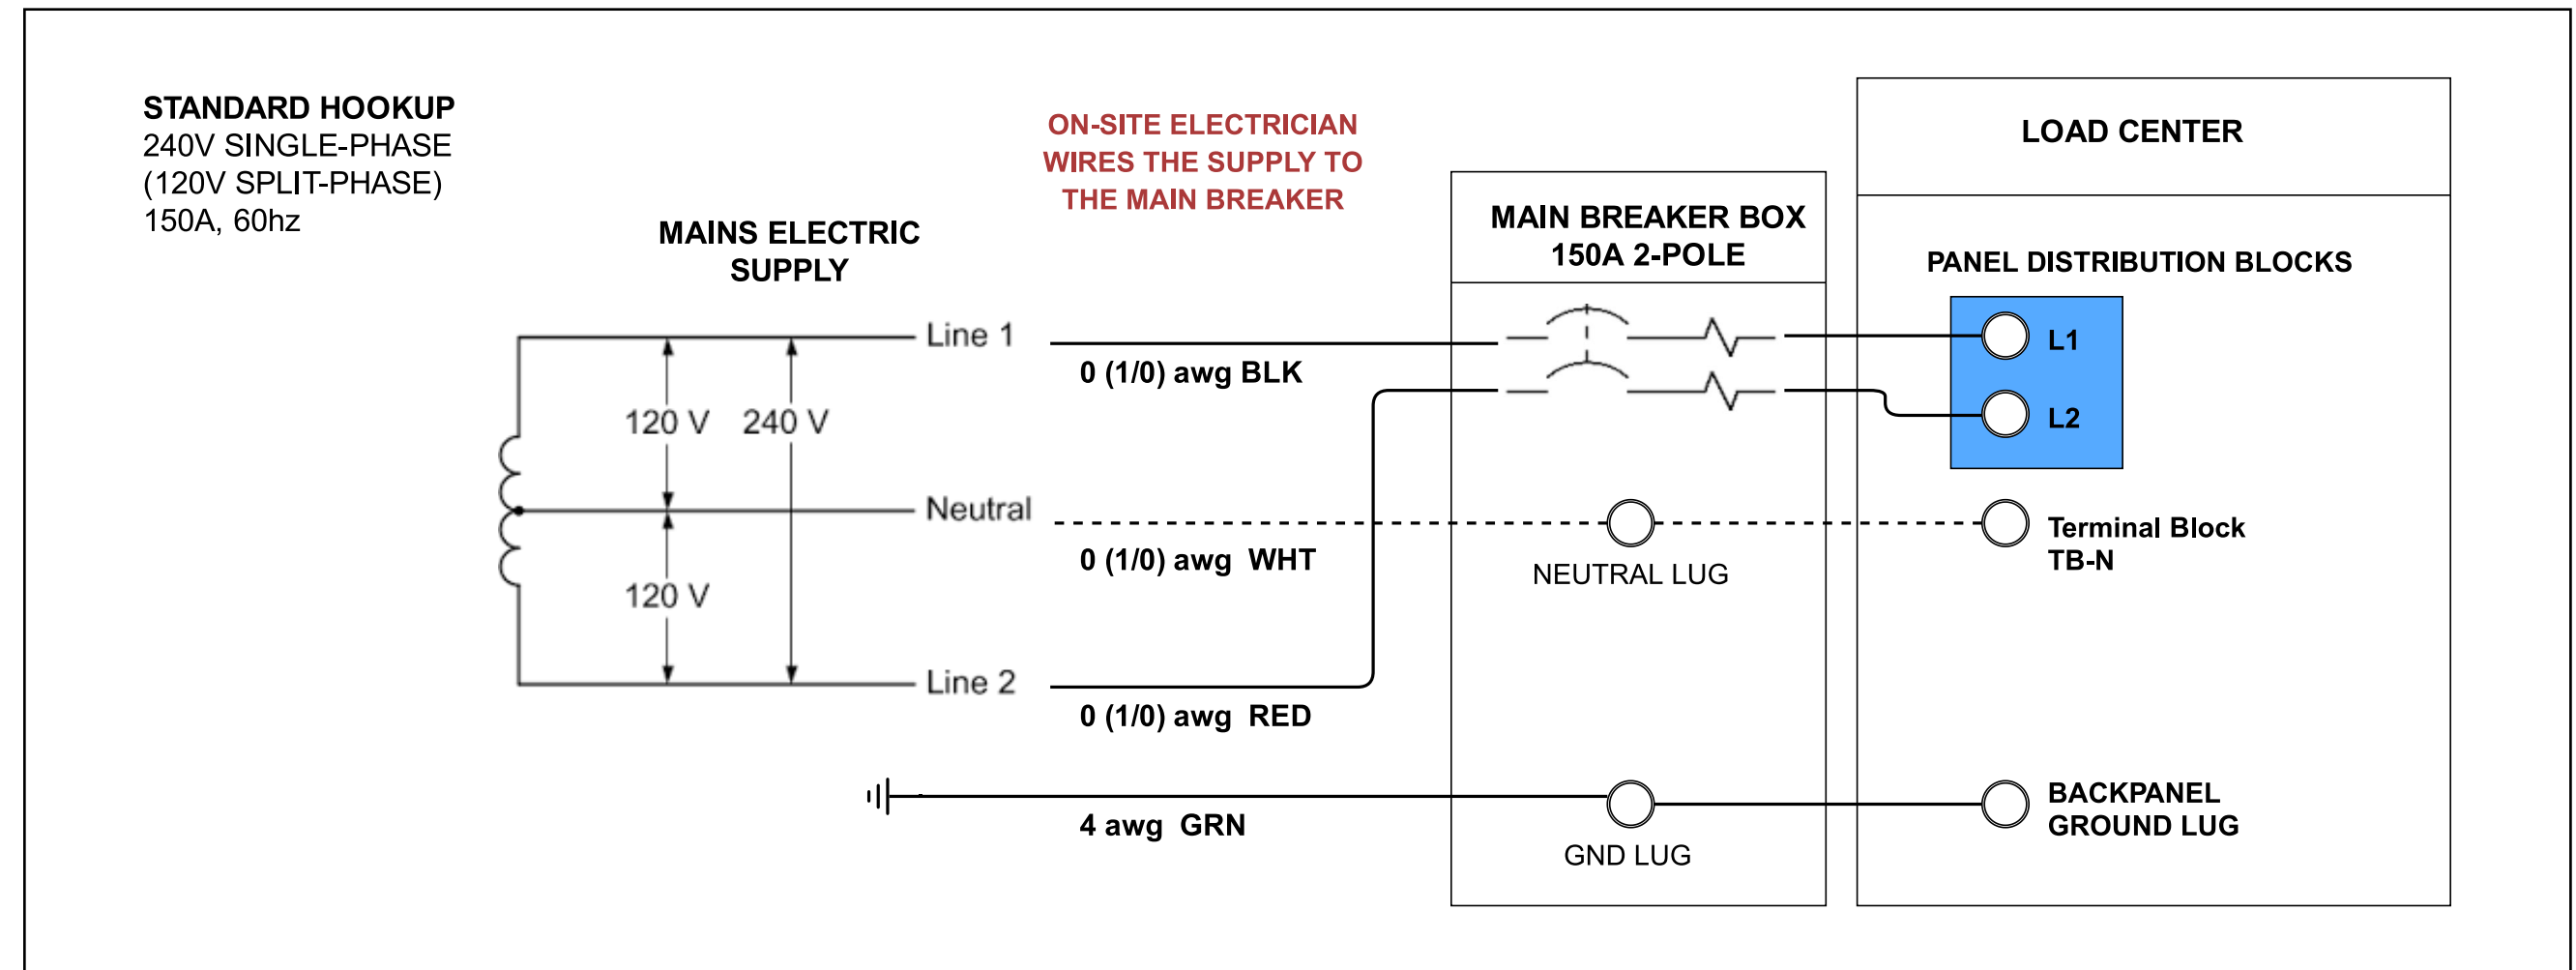 STANDARD HOOKUP
240V SINGLE-PHASE
(120V SPLIT-PHASE)
150A, 60hz
MAINS ELECTRIC
SUPPLY
ON-SITE ELECTRICIAN
WIRES THE SUPPLY TO
THE MAIN BREAKER
MAIN BREAKER BOX
150A 2-POLE
LOAD CENTER
PANEL DISTRIBUTION BLOCKS
Line 1
0 (1/0) awg BLK
L1
120 V
240 V
L2
Neutral
0 (1/0) awg WHT
NEUTRAL LUG
Terminal Block
TB-N
120 V
Line 2
0 (1/0) awg RED
4 awg GRN
GND LUG
BACKPANEL
GROUND LUG